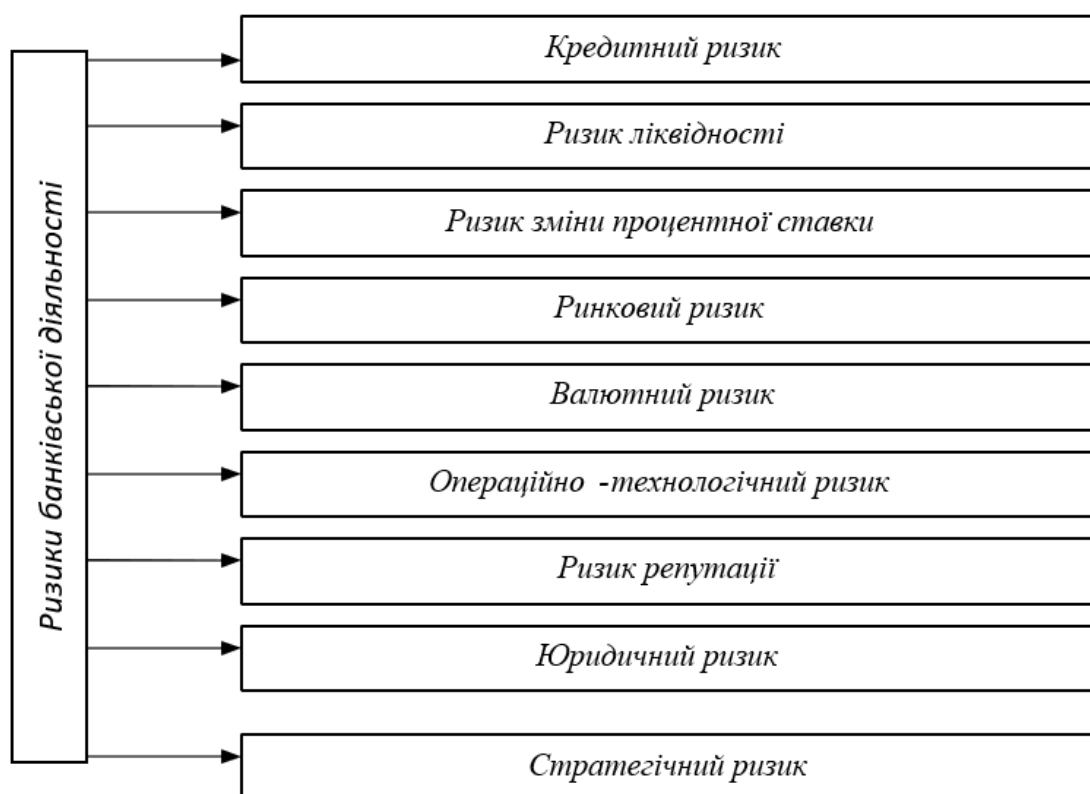 Ризики банківської діяльності
Кредитний ризик
Ризик ліквідності
Ризик зміни процентної ставки
Ринковий ризик
Валютний ризик
Операційно -технологічний ризик
Ризик репутації
Юридичний ризик
Стратегічний ризик